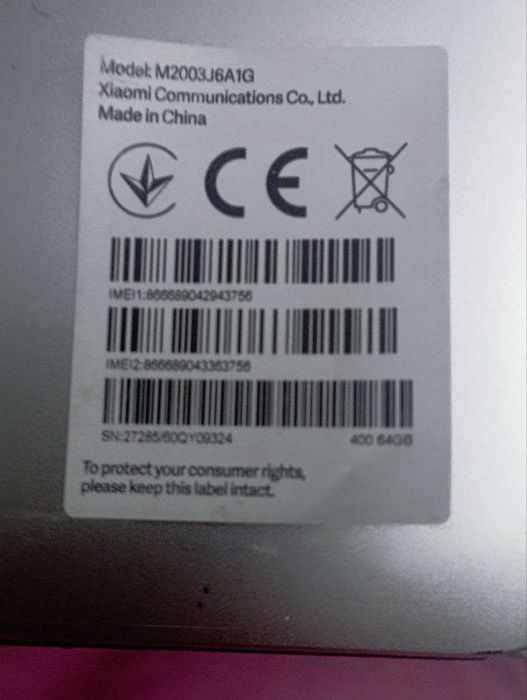 Model: M2003J6A1G
Xiaomi Communications Co., Ltd.
Made in China
CE
IMEI1:866689042943756
IMEI2:866689043363756
SN:27285/60QY09324 400 64GB
To protect your consumer rights,
please keep this label intact.